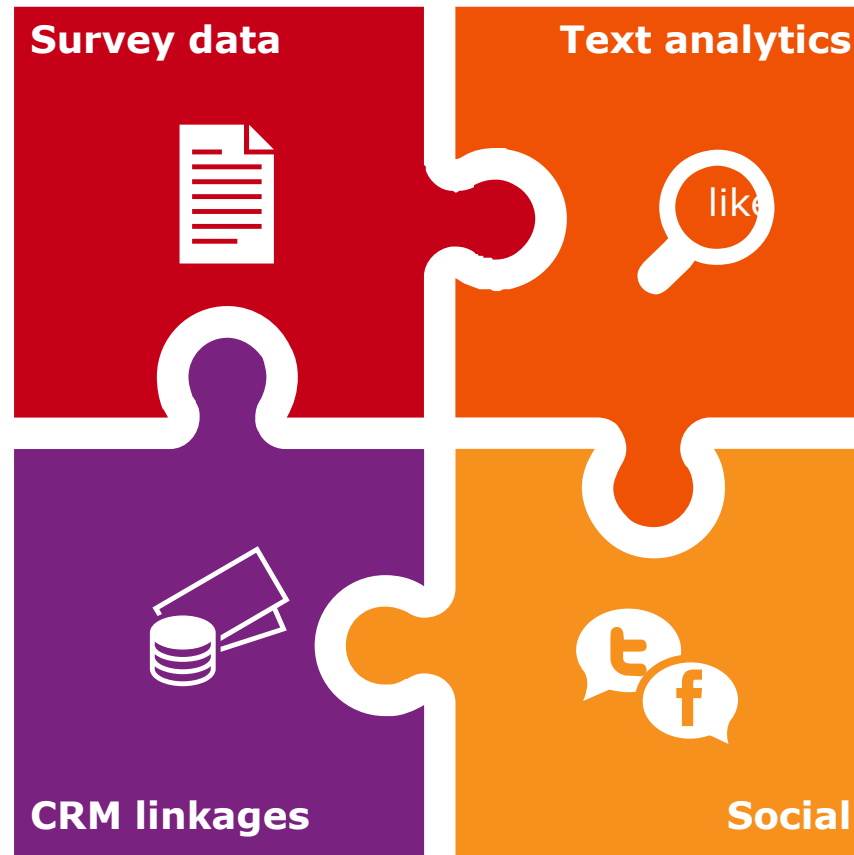 Survey data
Text analytics
like
t
f
CRM linkages
Social